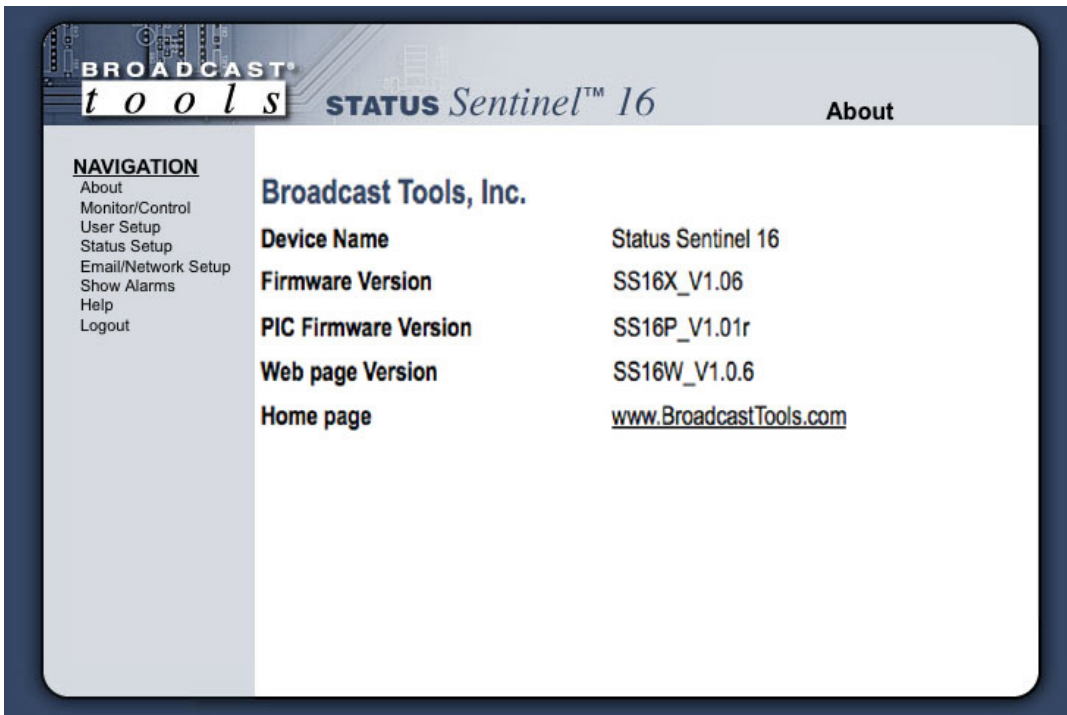 BROADCAST®
tools
STATUS Sentinel™ 16
About
NAVIGATION
About
Monitor/Control
User Setup
Status Setup
Email/Network Setup
Show Alarms
Help
Logout
Broadcast Tools, Inc.
Device Name Status Sentinel 16
Firmware Version SS16X_V1.06
PIC Firmware Version SS16P_V1.01r
Web page Version SS16W_V1.0.6
Home page www.BroadcastTools.com